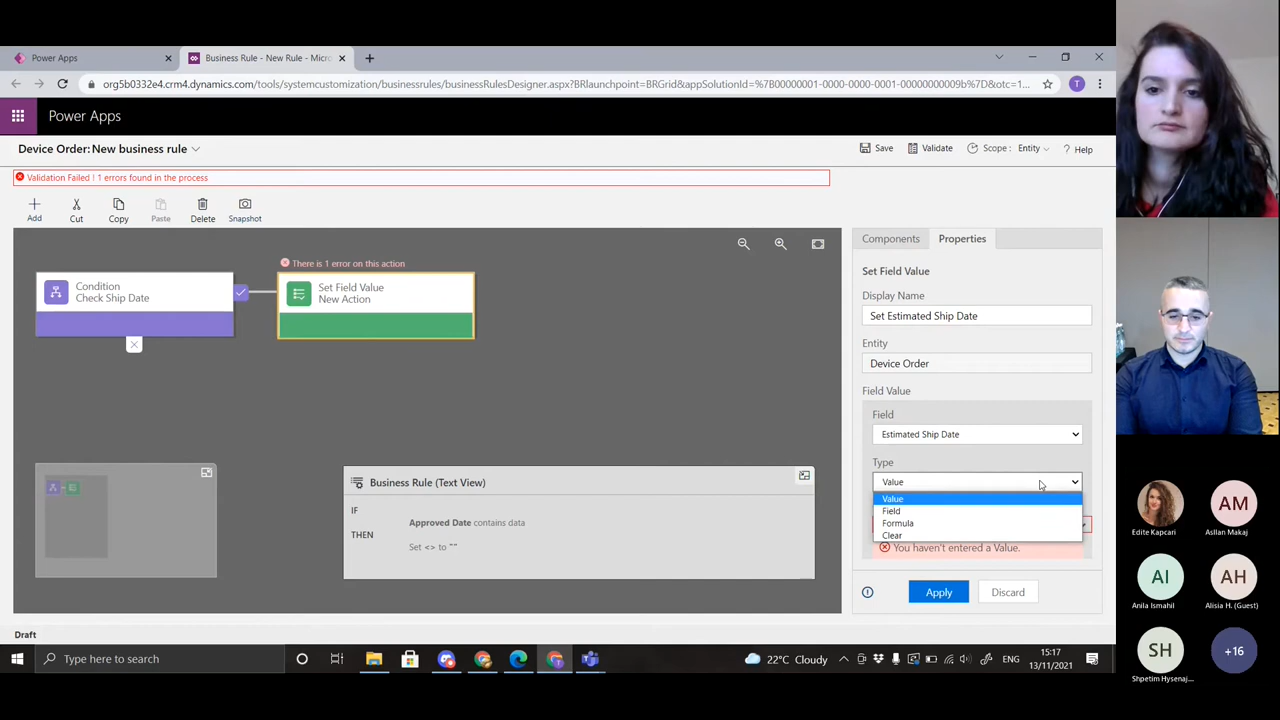 Power Apps
Business Rule - New Rule - Micro
org5b0332e4.crm4.dynamics.com/tools/systemcustomization/businessrules/businessRulesDesigner.aspx?BRlaunchpoint=BRGrid&appSolutionId=%7B00000001-0000-0000-0001-00000000009b%7D&otc=1...
T
Power Apps
Device Order: New business rule
Save
Validate
Scope :
Entity
? Help
Validation Failed ! 1 errors found in the process
Add
Cut
Copy
Paste
Delete
Snapshot
Components
Properties
There is 1 error on this action
Condition
Check Ship Date
Set Field Value
New Action
Set Field Value
Display Name
Set Estimated Ship Date
Entity
Device Order
Field Value
Field
Estimated Ship Date
Type
Value
Value
Field
Formula
Clear
You haven't entered a Value.
Apply
Discard
Business Rule (Text View)
IF
Approved Date contains data
THEN
Set <> to ""
Draft
Type here to search
22°C Cloudy
ENG
15:17
13/11/2021
Edite Kapcari
AM
Asllan Makaj
AI
Anila Ismahil
AH
Alisia H. (Guest)
SH
Shpetim Hysenaj...
+16